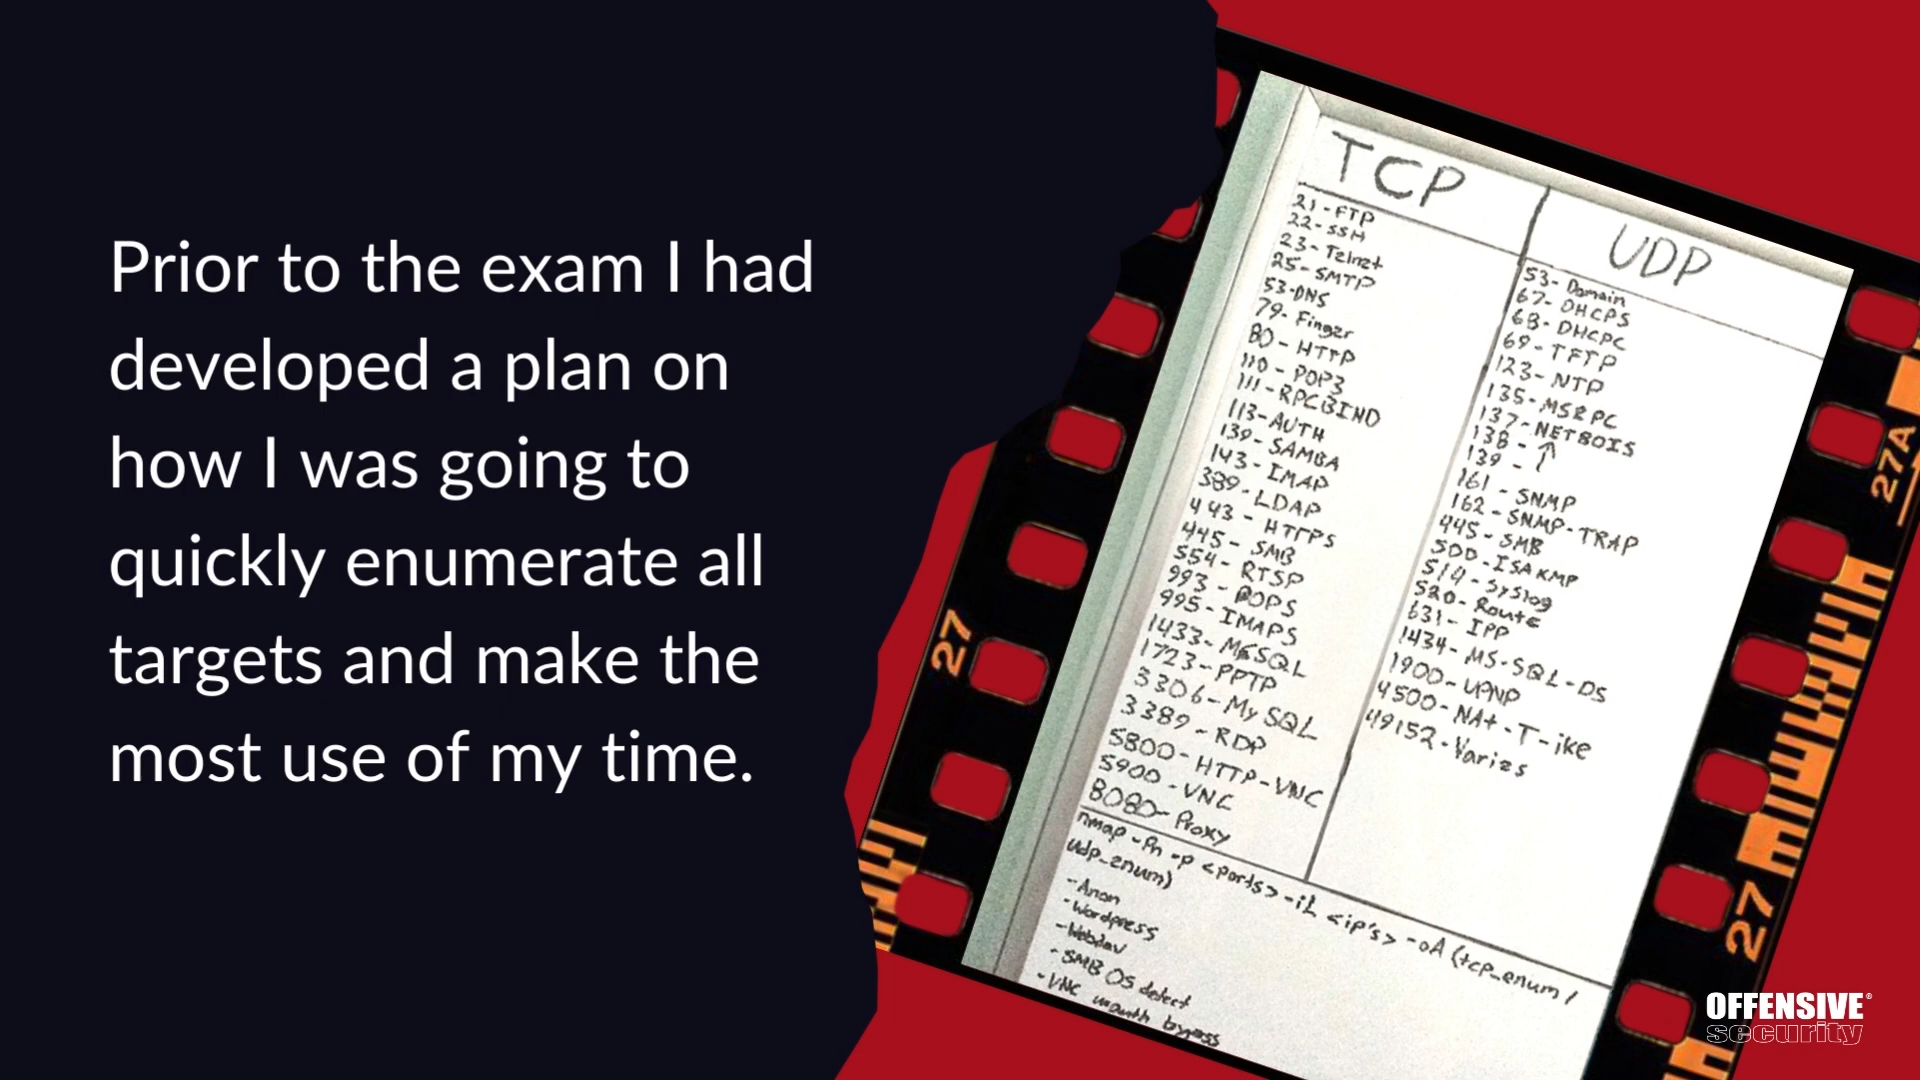 Prior to the exam I had
developed a plan on
how I was going to
quickly enumerate all
targets and make the
most use of my time.
TCP
21-FTP
22-SSH
23-Telnet
25-SMTP
53-DNS
79-Finger
80-HTTP
110-POP3
111-RPCBIND
113-AUTH
139-SAMBA
143-IMAP
389-LDAP
443-HTTPS
445-SMB
554-RTSP
993-POPS
995-IMAPS
1433-MSSQL
1723-PPTP
3306-My SQL
3389-RDP
5800-HTTP-VNC
5900-VNC
8080-Proxy
UDP
53-Domain
67-DHCPS
68-DHCPC
69-TFTP
123-NTP
135-MSRPC
137-NETBOIS
138-↑
139-↑
161-SNMP
162-SNMP-TRAP
445-SMB
500-ISAKMP
514-Syslog
520-Route
631-IPP
1434-MS-SQL-DS
1900-UPNP
4500-NAt-T-ike
49152-Varies
nmap -Pn -p <ports> -iL <ip's> -oA (tcp_enum /
udp_enum)
-Anon
-Wordpress
-Webdav
-SMB OS detect
-VNC unauth bypass
27
27A
27
OFFENSIVE®
security